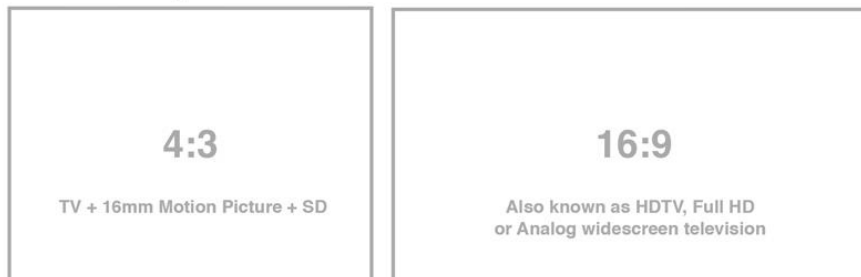 4:3
TV + 16mm Motion Picture + SD
16:9
Also known as HDTV, Full HD
or Analog widescreen television